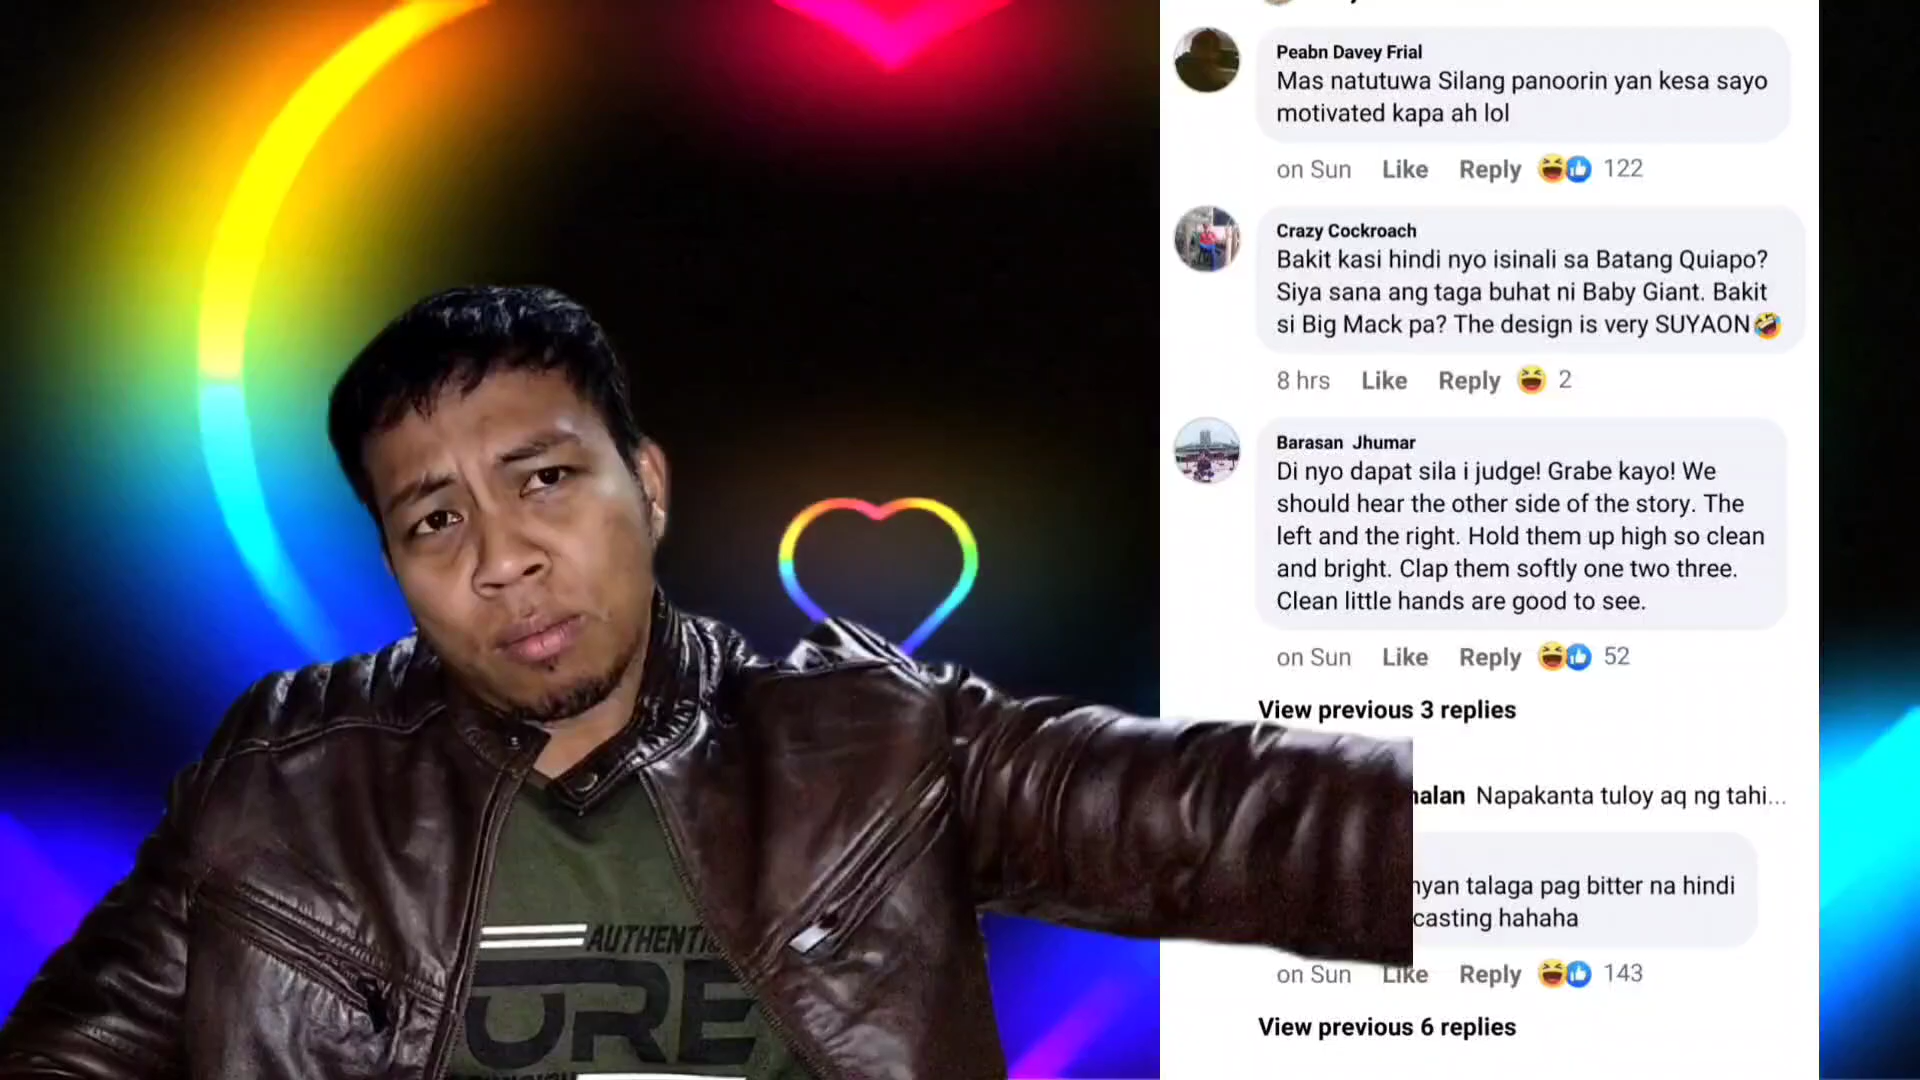 Peabn Davey Frial
Mas natutuwa Silang panoorin yan kesa sayo
motivated kapa ah lol
on Sun Like Reply 122
Crazy Cockroach
Bakit kasi hindi nyo isinali sa Batang Quiapo?
Siya sana ang taga buhat ni Baby Giant. Bakit
si Big Mack pa? The design is very SUYAON🤣
8 hrs Like Reply 2
Barasan Jhumar
Di nyo dapat sila i judge! Grabe kayo! We
should hear the other side of the story. The
left and the right. Hold them up high so clean
and bright. Clap them softly one two three.
Clean little hands are good to see.
on Sun Like Reply 52
View previous 3 replies
Napakanta tuloy aq ng tahi...
talaga pag bitter na hindi
casting hahaha
on Sun Like Reply 143
View previous 6 replies
AUTHENTI